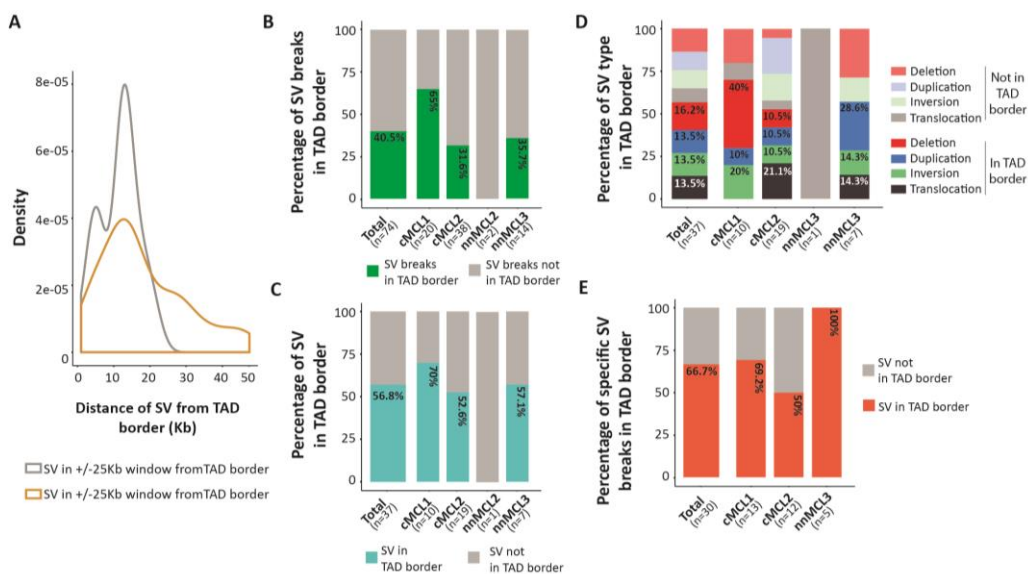 A
Density
8e-05
6e-05
4e-05
2e-05
0
0 10 20 30 40 50
Distance of SV from TAD
border (Kb)
SV in +/-25Kb window fromTAD border
SV in +/-25Kb window fromTAD border
B
Percentage of SV breaks
in TAD border
100
75
50
25
0
40.5%
65%
31.6%
35.7%
Total
(n=74)
cMCL1
(n=20)
cMCL2
(n=38)
nnMCL2
(n=2)
nnMCL3
(n=14)
SV breaks
in TAD border
SV breaks not
in TAD border
C
Percentage of SV
in TAD border
100
75
50
25
0
56.8%
70%
52.6%
57.1%
Total
(n=37)
cMCL1
(n=10)
cMCL2
(n=19)
nnMCL2
(n=1)
nnMCL3
(n=7)
SV in
TAD border
SV not
in TAD border
D
Percentage of SV type
in TAD border
100
75
50
25
0
16.2%
13.5%
13.5%
13.5%
40%
10%
20%
10.5%
10.5%
10.5%
21.1%
28.6%
14.3%
14.3%
Total
(n=37)
cMCL1
(n=10)
cMCL2
(n=19)
nnMCL3
(n=1)
nnMCL3
(n=7)
Deletion
Duplication
Inversion
Translocation
Not in
TAD
border
Deletion
Duplication
Inversion
Translocation
In TAD
border
E
Percentage of specific SV
breaks in TAD border
100
75
50
25
0
66.7%
69.2%
50%
100%
Total
(n=30)
cMCL1
(n=13)
cMCL2
(n=12)
nnMCL3
(n=5)
SV not
in TAD border
SV in TAD border